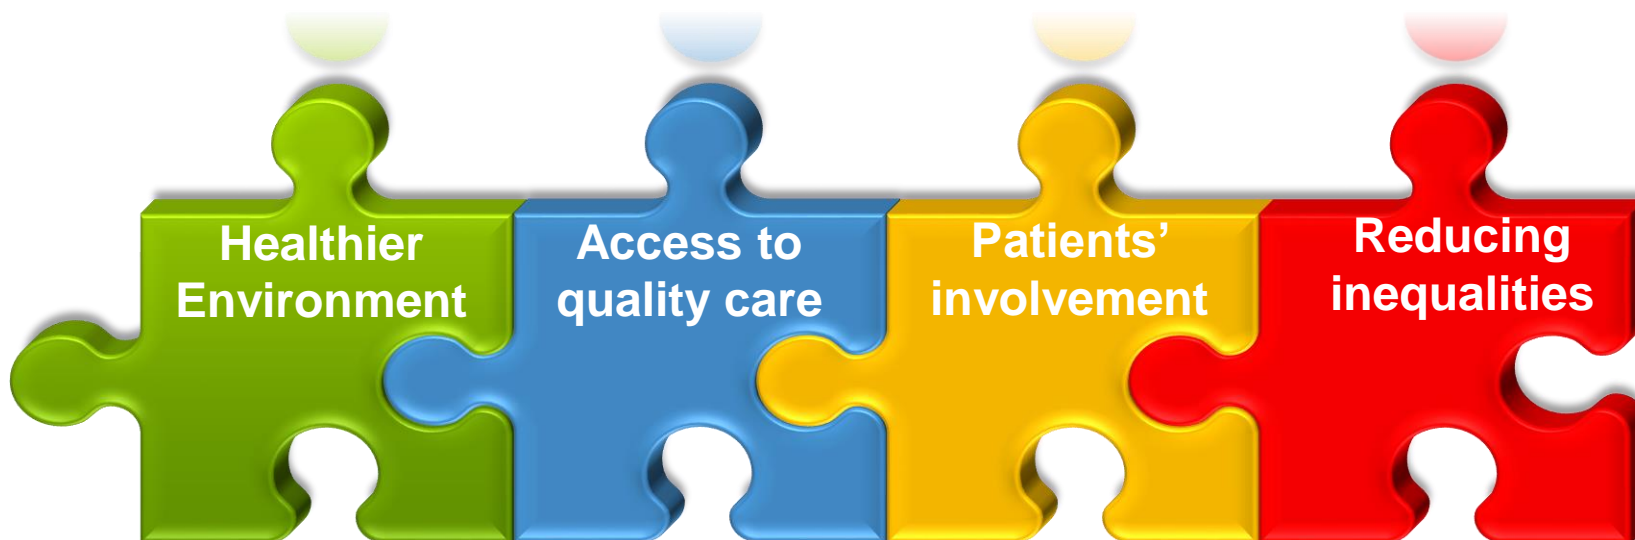 Healthier
Environment
Access to
quality care
Patients’
involvement
Reducing
inequalities